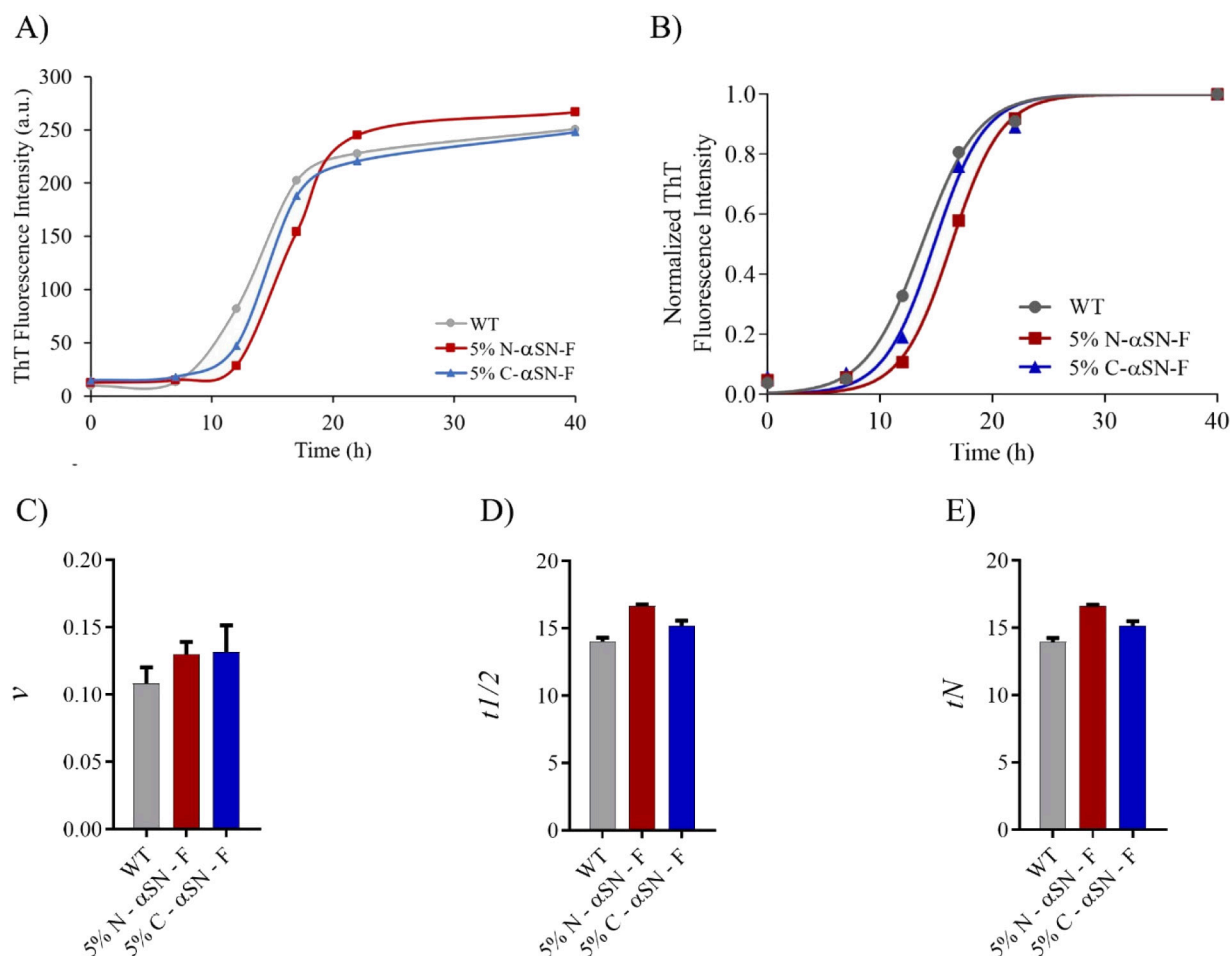 A)
ThT Fluorescence Intensity (a.u.)
300
250
200
150
100
50
0
0 10 20 30 40
Time (h)
WT
5% N-αSN-F
5% C-αSN-F
B)
Normalized ThT
Fluorescence Intensity
1.0
0.8
0.6
0.4
0.2
0.0
0 10 20 30 40
Time (h)
WT
5% N-αSN-F
5% C-αSN-F
C)
v
0.20
0.15
0.10
0.05
0.00
WT
5% N - αSN - F
5% C - αSN - F
D)
t1/2
20
15
10
5
0
WT
5% N - αSN - F
5% C - αSN - F
E)
tN
20
15
10
5
0
WT
5% N - αSN - F
5% C - αSN - F